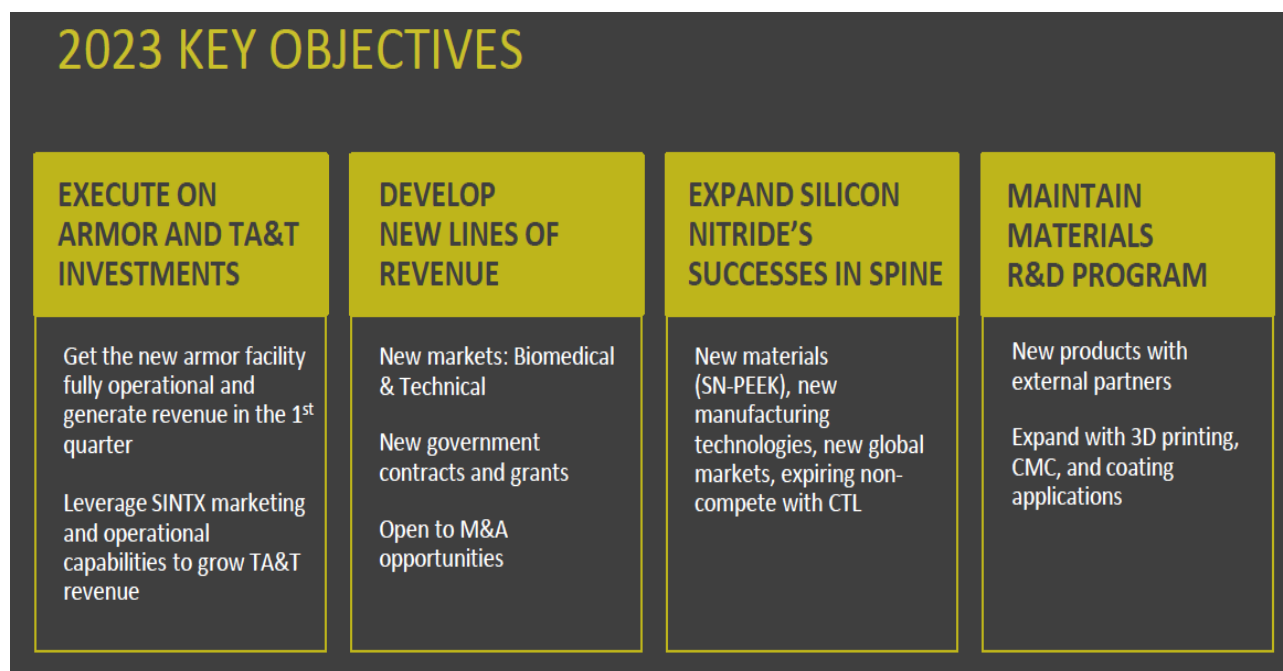 2023 KEY OBJECTIVES
EXECUTE ON
ARMOR AND TA&T
INVESTMENTS
Get the new armor facility
fully operational and
generate revenue in the 1st
quarter
Leverage SINTX marketing
and operational
capabilities to grow TA&T
revenue
DEVELOP
NEW LINES OF
REVENUE
New markets: Biomedical
& Technical
New government
contracts and grants
Open to M&A
opportunities
EXPAND SILICON
NITRIDE’S
SUCCESSES IN SPINE
New materials
(SN-PEEK), new
manufacturing
technologies, new global
markets, expiring non-
compete with CTL
MAINTAIN
MATERIALS
R&D PROGRAM
New products with
external partners
Expand with 3D printing,
CMC, and coating
applications